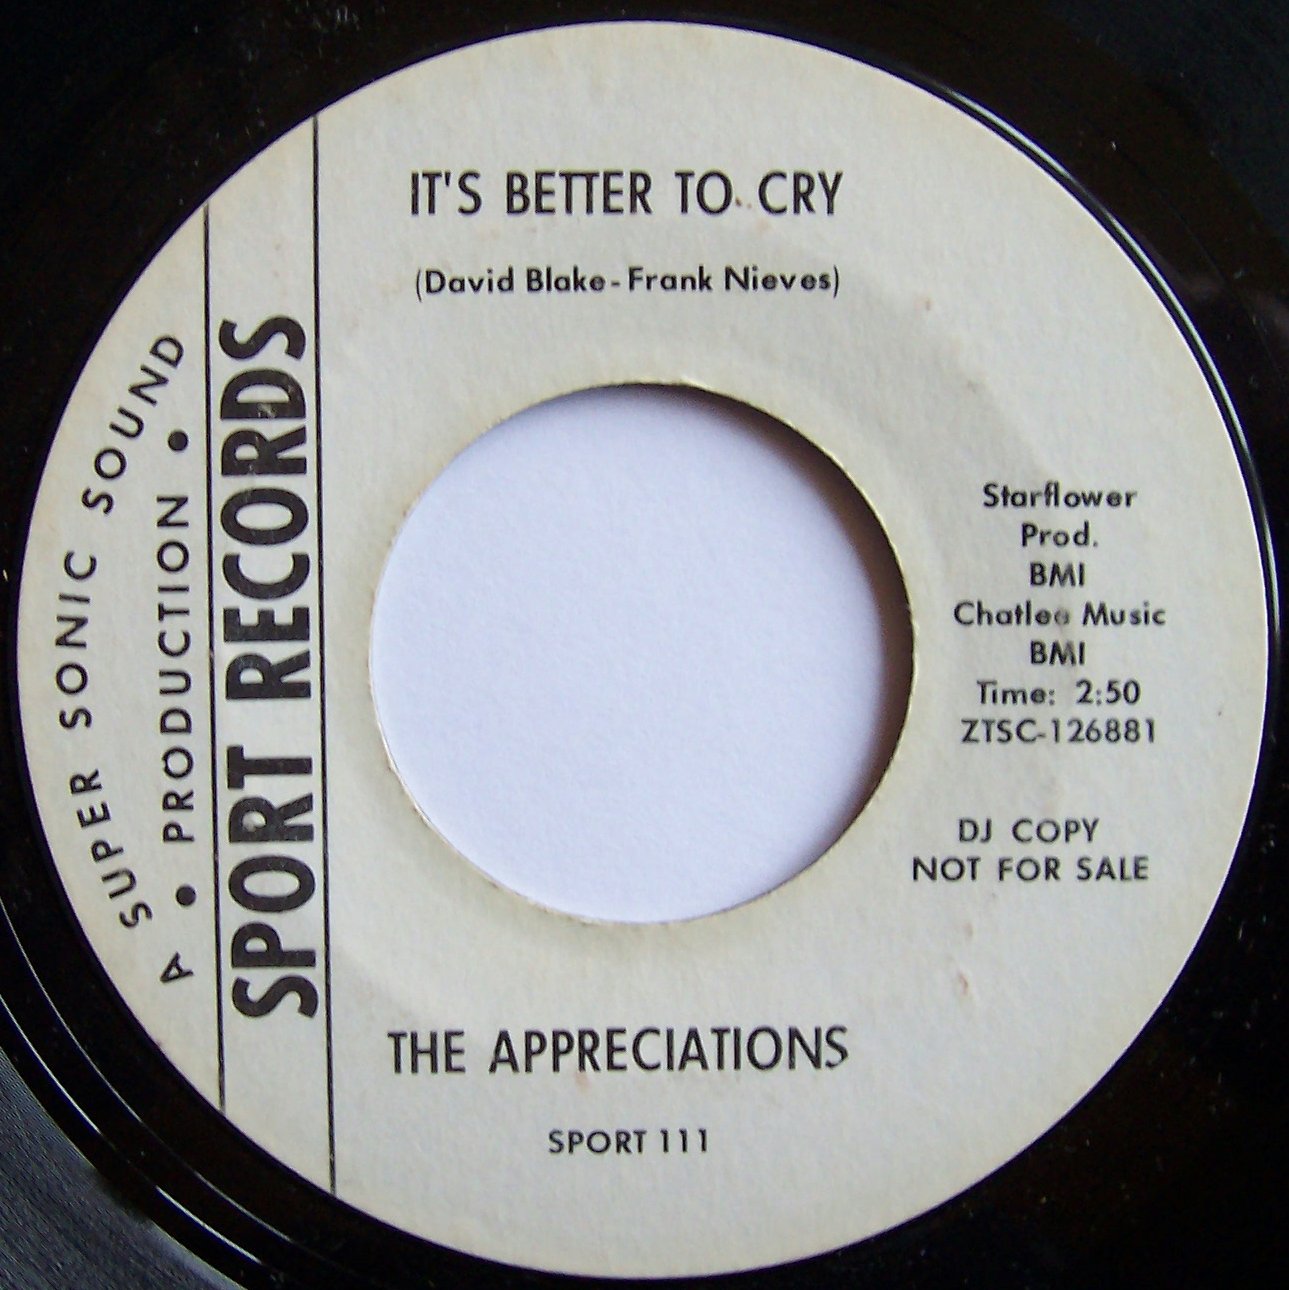 IT'S BETTER TO CRY
(David Blake-Frank Nieves)
A SUPER SONIC SOUND
• PRODUCTION •
SPORT RECORDS
Starflower
Prod.
BMI
Chatlee Music
BMI
Time: 2:50
ZTSC-126881
DJ COPY
NOT FOR SALE
THE APPRECIATIONS
SPORT 111